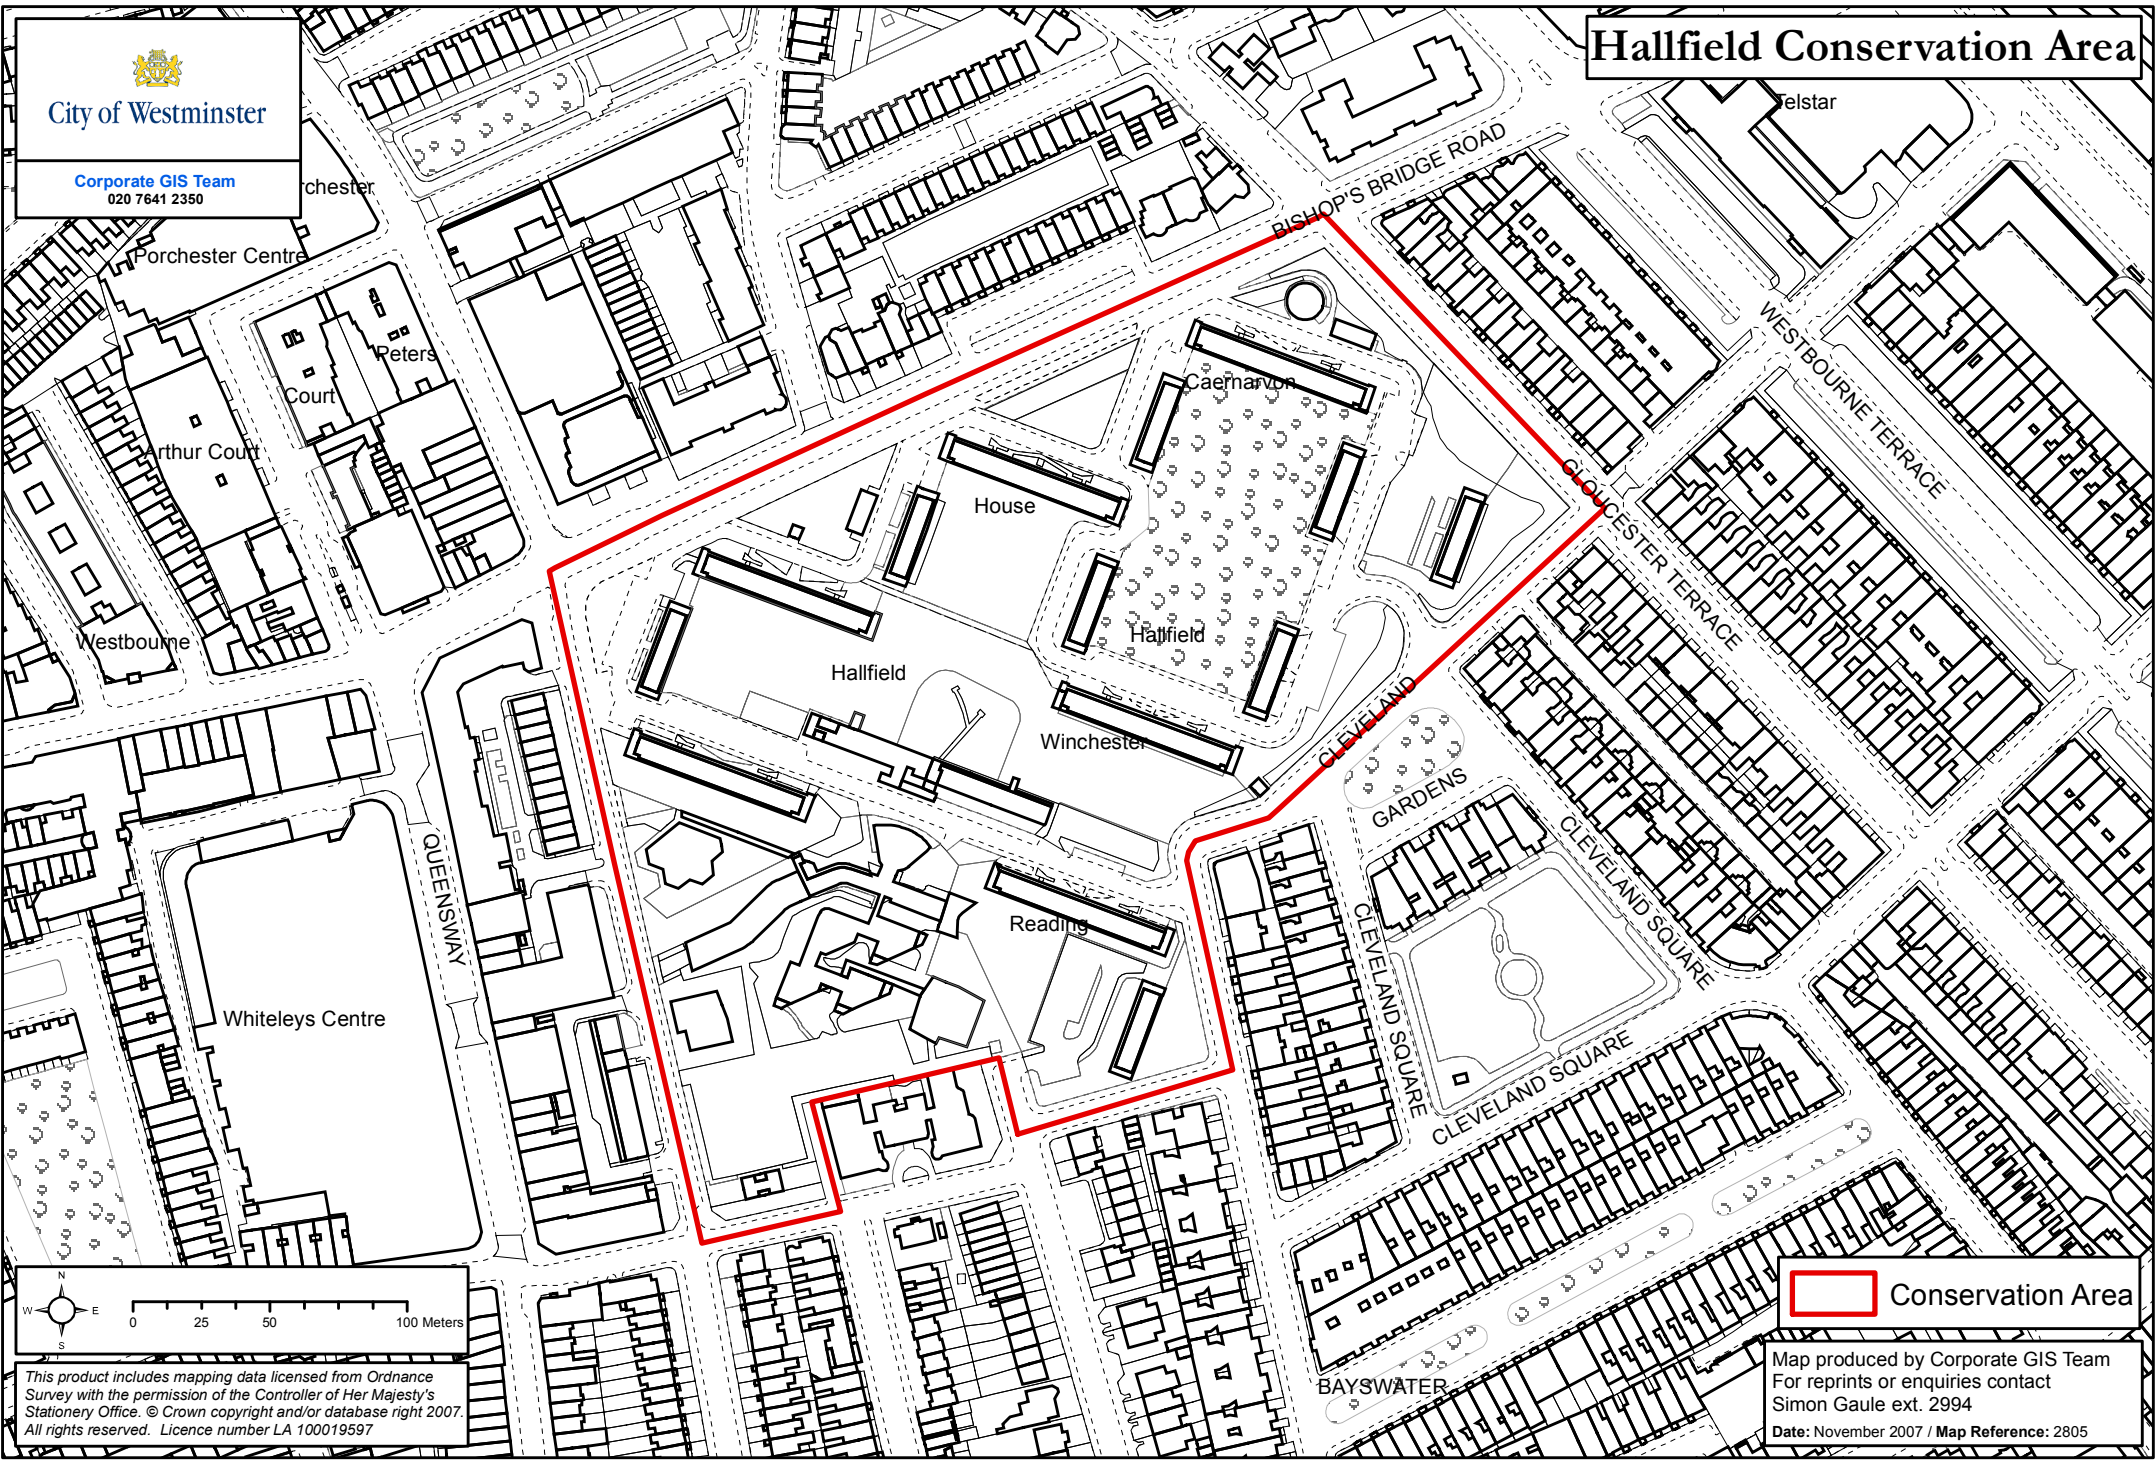 Hallfield Conservation Area
City of Westminster
Corporate GIS Team
020 7641 2350
rchester
Porchester Centre
Telstar
BISHOP'S BRIDGE ROAD
Peters
Court
Arthur Court
Westbourne
Caernarvon
House
Hallfield
Hallfield
Winchester
Reading
WESTBOURNE TERRACE
GLOUCESTER TERRACE
CLEVELAND
GARDENS
CLEVELAND SQUARE
CLEVELAND SQUARE
CLEVELAND SQUARE
QUEENSWAY
Whiteleys Centre
BAYSWATER
N
W E
S
0 25 50 100 Meters
This product includes mapping data licensed from Ordnance
Survey with the permission of the Controller of Her Majesty's
Stationery Office. © Crown copyright and/or database right 2007.
All rights reserved. Licence number LA 100019597
Conservation Area
Map produced by Corporate GIS Team
For reprints or enquiries contact
Simon Gaule ext. 2994
Date: November 2007 / Map Reference: 2805